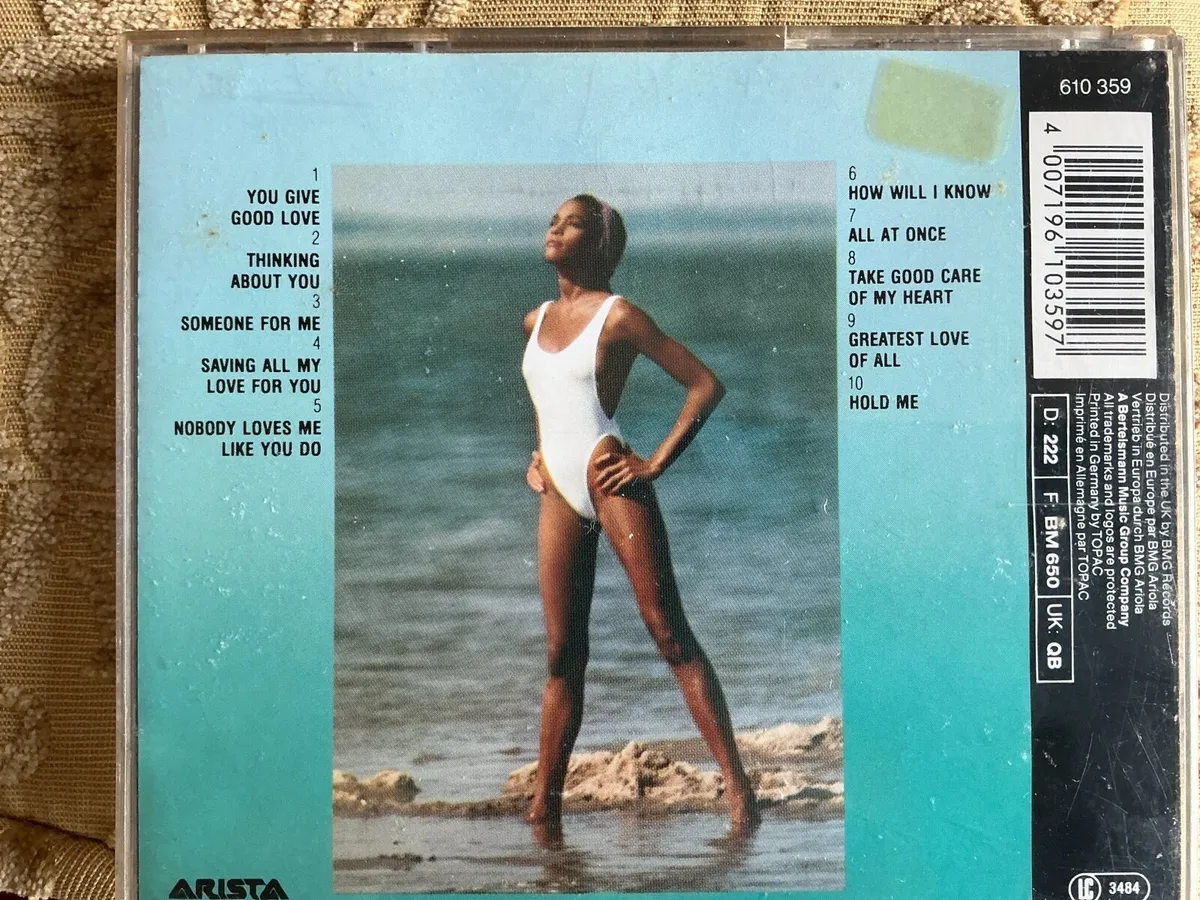 1
YOU GIVE
GOOD LOVE
2
THINKING
ABOUT YOU
3
SOMEONE FOR ME
4
SAVING ALL MY
LOVE FOR YOU
5
NOBODY LOVES ME
LIKE YOU DO
6
HOW WILL I KNOW
7
ALL AT ONCE
8
TAKE GOOD CARE
OF MY HEART
9
GREATEST LOVE
OF ALL
10
HOLD ME
ARISTA
610 359
4 007196 103597
Distributed in the UK by BMG Records
Distribué en Europe par BMG Ariola
Vertrieb in Europa durch BMG Ariola
A Bertelsmann Music Group Company
All trademarks and logos are protected
Printed in Germany by TOPAC
Imprimé en Allemagne par TOPAC
D: 222 F: BM 650 UK: QB
LC 3484